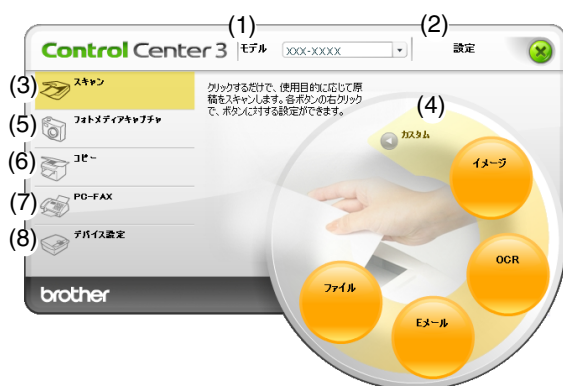 (1)
(2)
Control Center 3
モデル
XXX-XXXX
設定
(3)
スキャン
クリックするだけで、使用目的に応じて原
稿をスキャンします。各ボタンの右クリック
で、ボタンに対する設定ができます。
(4)
カスタム
(5)
フォトメディアキャプチャ
(6)
コピー
イメージ
(7)
PC-FAX
(8)
デバイス設定
OCR
ファイル
Eメール
brother